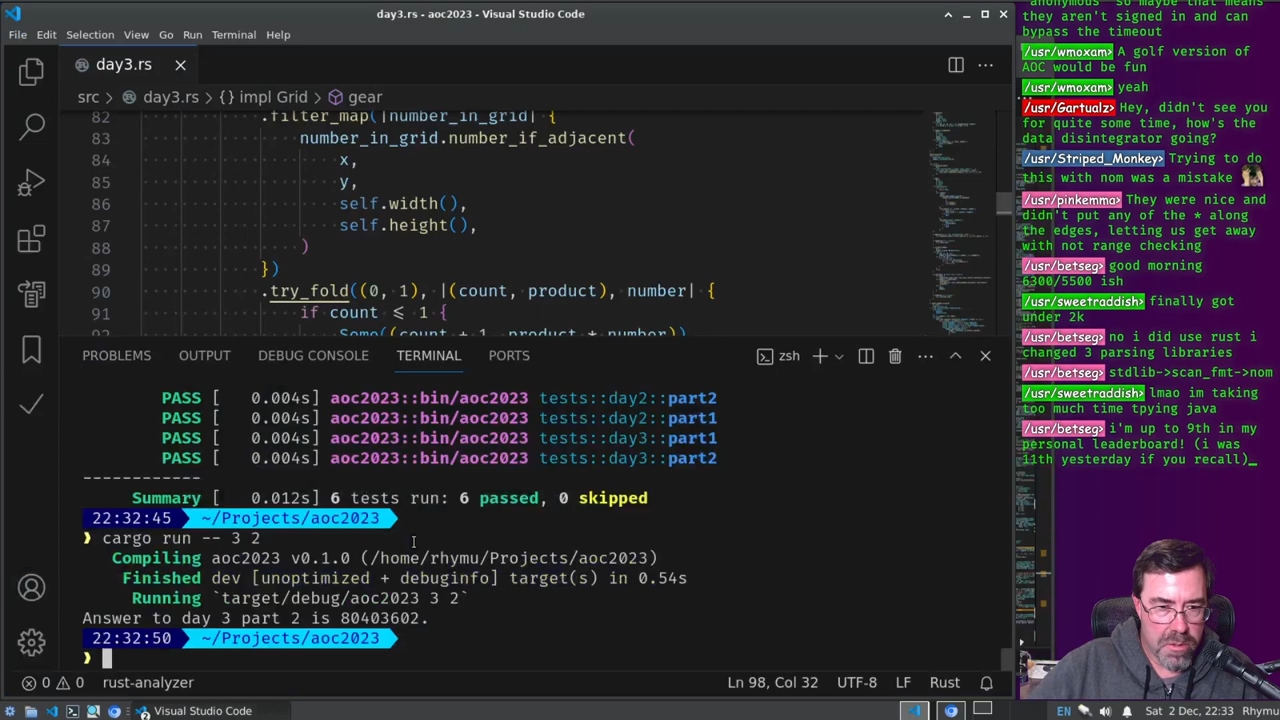 day3.rs - aoc2023 - Visual Studio Code
File Edit Selection View Go Run Terminal Help
day3.rs
src > day3.rs > {} impl Grid > gear
82 .filter_map(|number_in_grid| {
83 number_in_grid.number_if_adjacent(
84 x,
85 y,
86 self.width(),
87 self.height(),
88 )
89 })
90 .try_fold((0, 1), |(count, product), number| {
91 if count <= 1 {
92 Some((count + 1, product * number))
PROBLEMS OUTPUT DEBUG CONSOLE TERMINAL PORTS
zsh
PASS [ 0.004s] aoc2023::bin/aoc2023 tests::day2::part2
PASS [ 0.004s] aoc2023::bin/aoc2023 tests::day2::part1
PASS [ 0.004s] aoc2023::bin/aoc2023 tests::day3::part1
PASS [ 0.004s] aoc2023::bin/aoc2023 tests::day3::part2
------------
Summary [ 0.012s] 6 tests run: 6 passed, 0 skipped
22:32:45 ~/Projects/aoc2023
❱ cargo run -- 3 2
Compiling aoc2023 v0.1.0 (/home/rhymu/Projects/aoc2023)
Finished dev [unoptimized + debuginfo] target(s) in 0.54s
Running `target/debug/aoc2023 3 2`
Answer to day 3 part 2 is 80403602.
22:32:50 ~/Projects/aoc2023
❱
0 0 rust-analyzer Ln 98, Col 32 UTF-8 LF Rust
Visual Studio Code
EN Sat 2 Dec, 22:33 Rhymu
"anonymous" so maybe that means
they aren't signed in and can
bypass the timeout
/usr/wmoxam> A golf version of
AOC would be fun
/usr/wmoxam> yeah
/usr/Gartualz> Hey, didn't see you
for quite some time, how's the
data disintegrator going?
/usr/Striped_Monkey> Trying to do
this with nom was a mistake
/usr/pinkemma> They were nice and
didn't put any of the * along
the edges, letting us get away
with not range checking
/usr/betseg> good morning
6300/5500 ish
/usr/sweetraddish> finally got
under 2k
/usr/betseg> no i did use rust i
changed 3 parsing libraries
/usr/betseg> stdlib->scan_fmt->nom
/usr/sweetraddish> lmao im taking
too much time tpying java
/usr/betseg> i'm up to 9th in my
personal leaderboard! (i was
11th yesterday if you recall)_